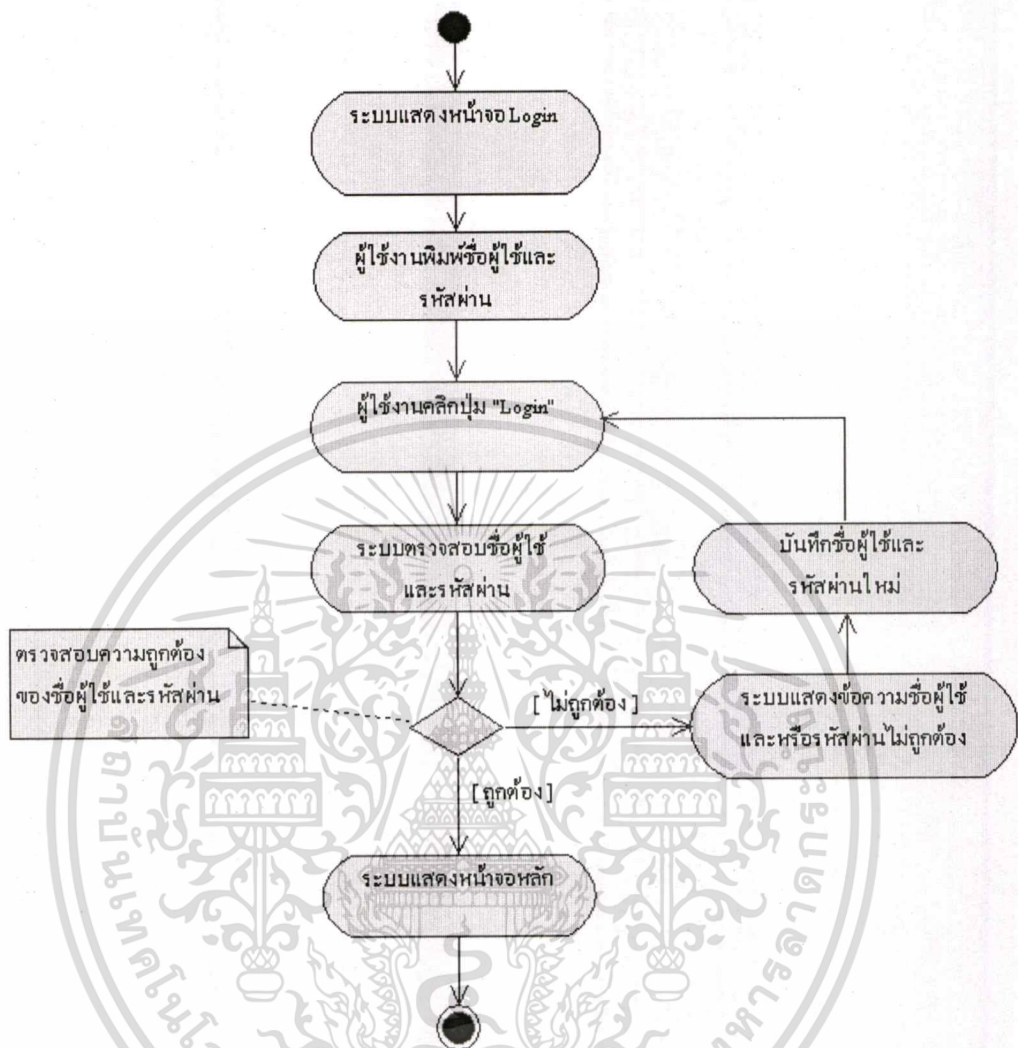 ระบบแสดงหน้าจอ Login
ผู้ใช้งานพิมพ์ชื่อผู้ใช้และ
รหัสผ่าน
ผู้ใช้งานคลิกปุ่ม "Login"
ระบบตรวจสอบชื่อผู้ใช้
และรหัสผ่าน
บันทึกชื่อผู้ใช้และ
รหัสผ่านใหม่
ตรวจสอบความถูกต้อง
ของชื่อผู้ใช้และรหัสผ่าน
[ ไม่ถูกต้อง ]
ระบบแสดงข้อความชื่อผู้ใช้
และหรือรหัสผ่านไม่ถูกต้อง
[ ถูกต้อง ]
ระบบแสดงหน้าจอหลัก